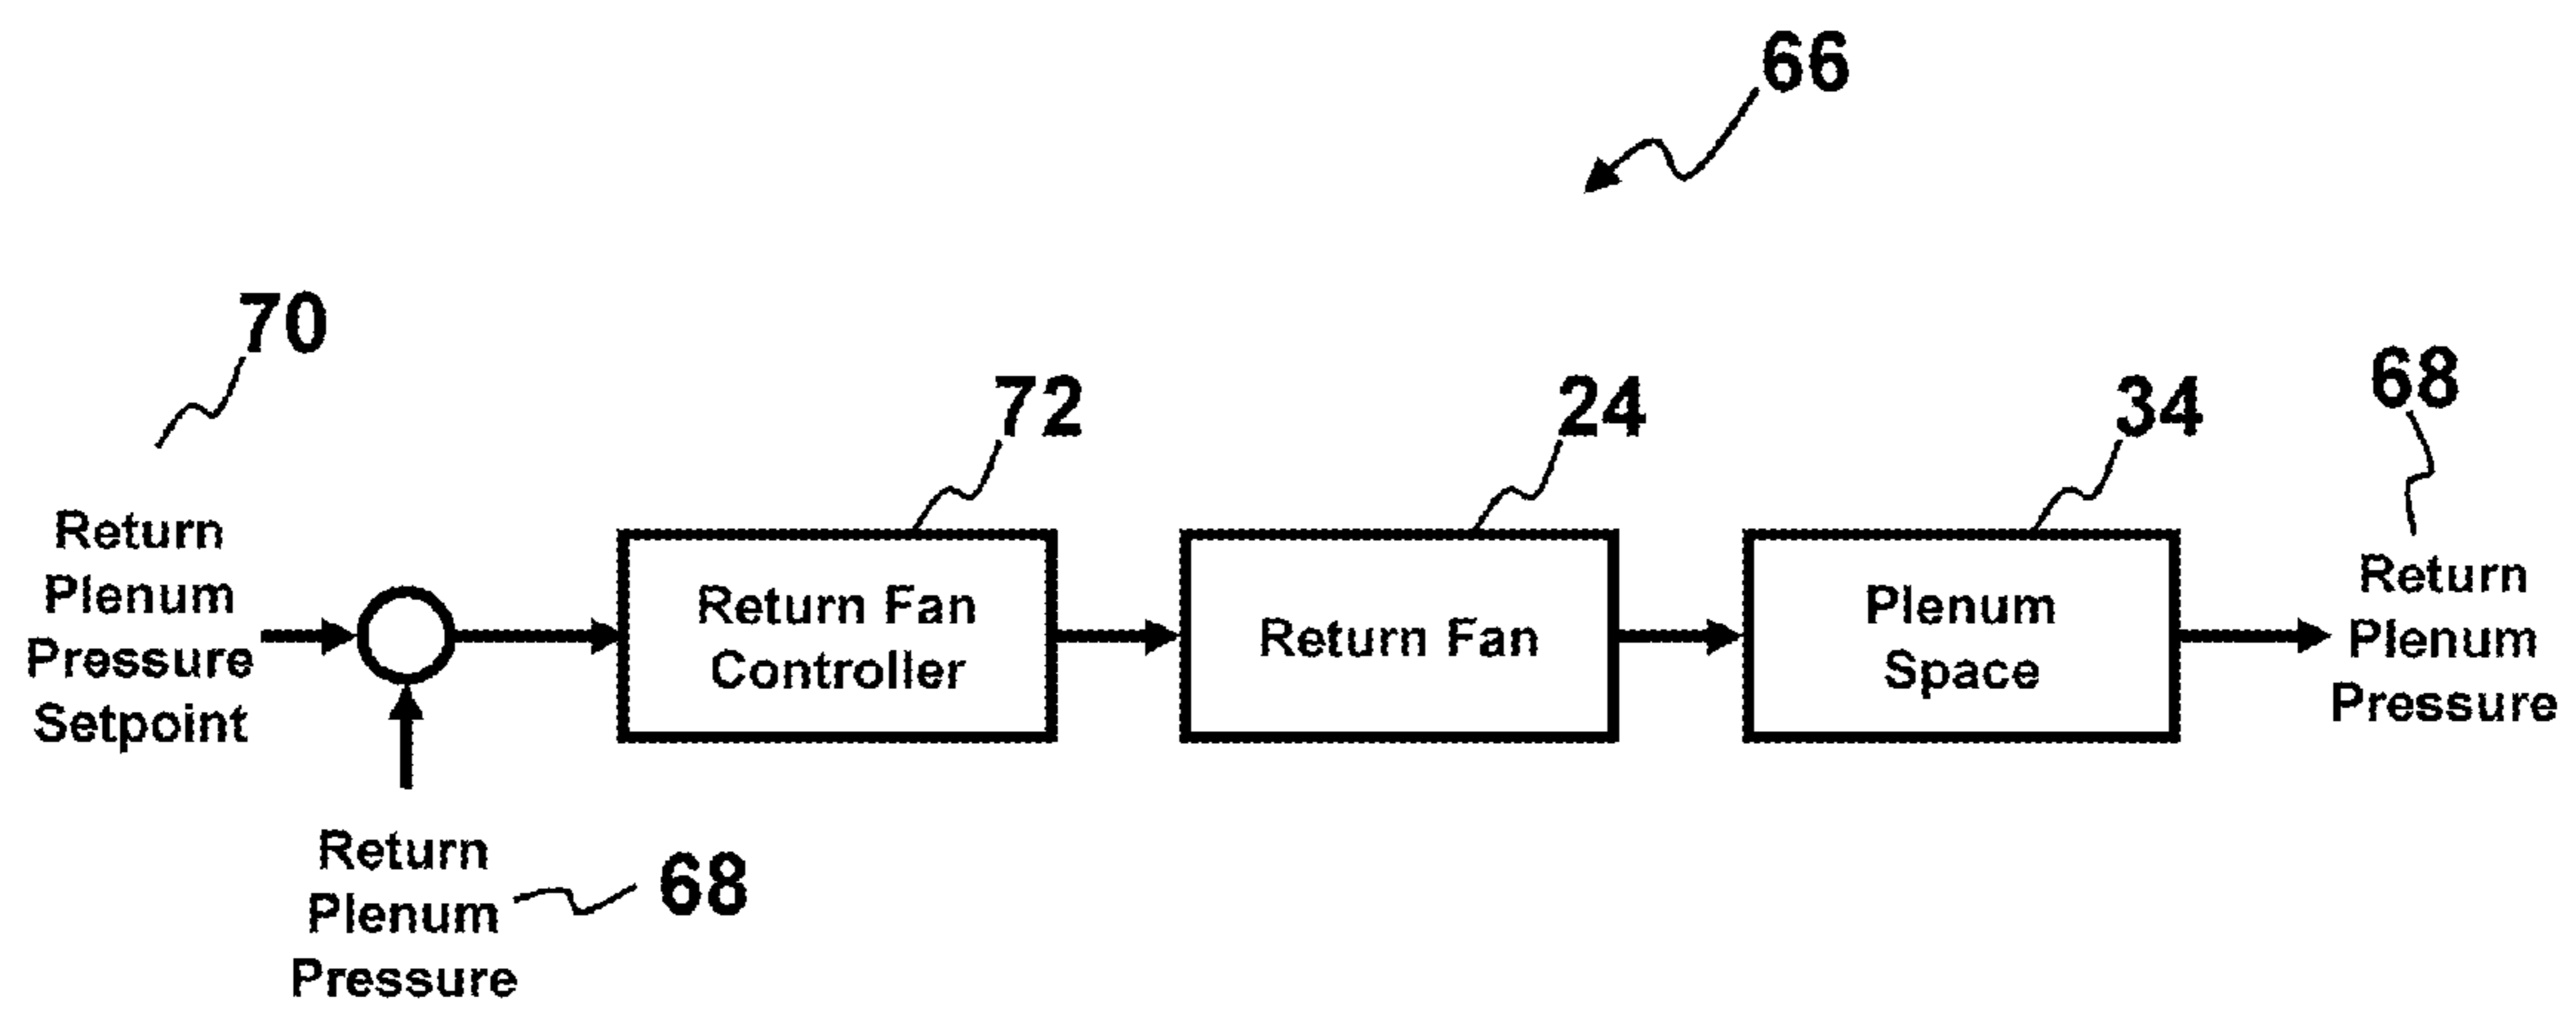 66
70
Return
Plenum
Pressure
Setpoint
Return
Plenum
Pressure
68
72
Return Fan
Controller
24
Return Fan
34
Plenum
Space
68
Return
Plenum
Pressure